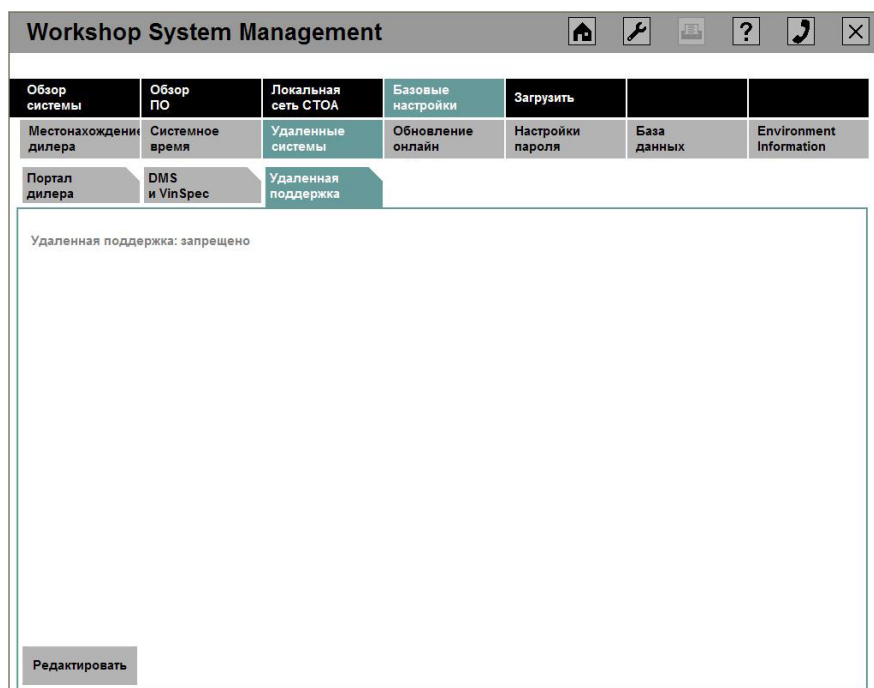 Workshop System Management
?
Обзор системы
Обзор ПО
Локальная сеть СТОА
Базовые настройки
Загрузить
Местонахождение дилера
Системное время
Удаленные системы
Обновление онлайн
Настройки пароля
База данных
Environment Information
Портал дилера
DMS и VinSpec
Удаленная поддержка
Удаленная поддержка: запрещено
Редактировать